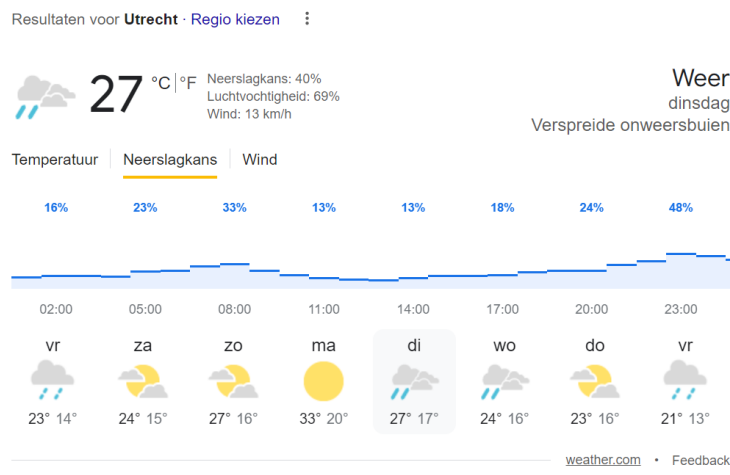 Resultaten voor Utrecht · Regio kiezen
27 °C | °F
Neerslagkans: 40%
Luchtvochtigheid: 69%
Wind: 13 km/h
Weer
dinsdag
Verspreide onweersbuien
Temperatuur | Neerslagkans | Wind
16% 23% 33% 13% 13% 18% 24% 48%
02:00 05:00 08:00 11:00 14:00 17:00 20:00 23:00
vr za zo ma di wo do vr
23° 14° 24° 15° 27° 16° 33° 20° 27° 17° 24° 16° 23° 16° 21° 13°
weather.com • Feedback